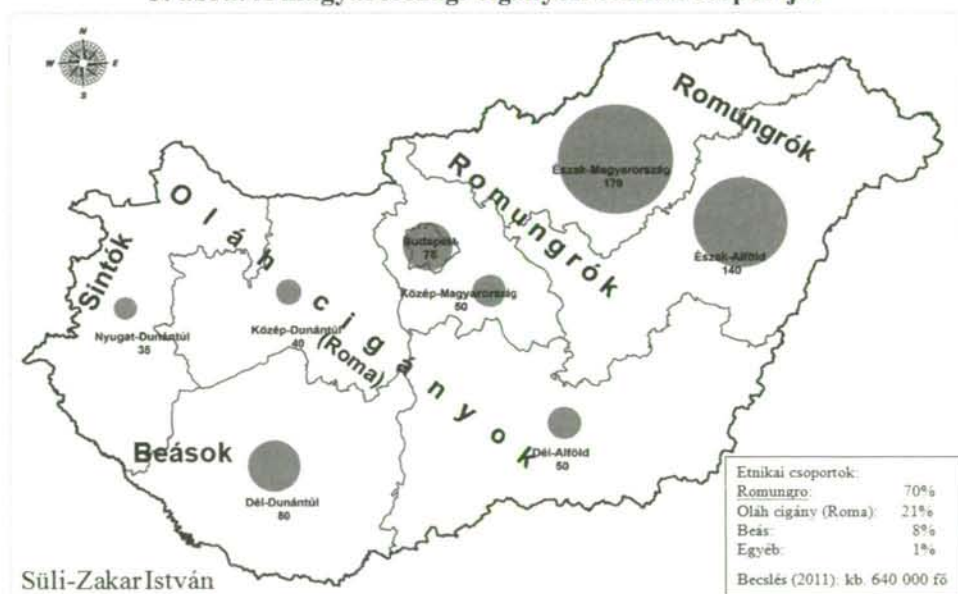 N
W
E
S
Romungrók
Romungrók
Oláh cigányok
(Roma)
Sintók
Beások
Észak-Magyarország
179
Észak-Alföld
140
Budapest
Közép-Magyarország
50
Nyugat-Dunántúl
35
Közép-Dunántúl
40
Dél-Alföld
50
Dél-Dunántúl
80
Etnikai csoportok:
Romungro: 70%
Oláh cigány (Roma): 21%
Beás: 8%
Egyéb: 1%
Becslés (2011): kb. 640 000 fő
Süli-Zakar István